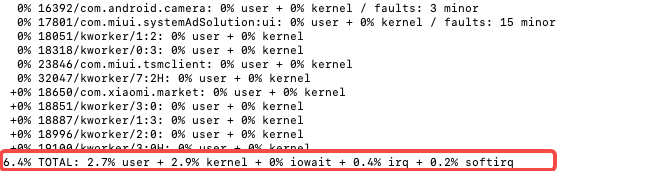 0% 16392/com.android.camera: 0% user + 0% kernel / faults: 3 minor
0% 17801/com.miui.systemAdSolution:ui: 0% user + 0% kernel / faults: 15 minor
0% 18051/kworker/1:2: 0% user + 0% kernel
0% 18318/kworker/0:3: 0% user + 0% kernel
0% 23846/com.miui.tsmclient: 0% user + 0% kernel
0% 32047/kworker/7:2H: 0% user + 0% kernel
+0% 18650/com.xiaomi.market: 0% user + 0% kernel
+0% 18851/kworker/3:0: 0% user + 0% kernel
+0% 18887/kworker/1:3: 0% user + 0% kernel
+0% 18996/kworker/2:0: 0% user + 0% kernel
+0% 19100/kworker/3:0H: 0% user + 0% kernel
6.4% TOTAL: 2.7% user + 2.9% kernel + 0% iowait + 0.4% irq + 0.2% softirq